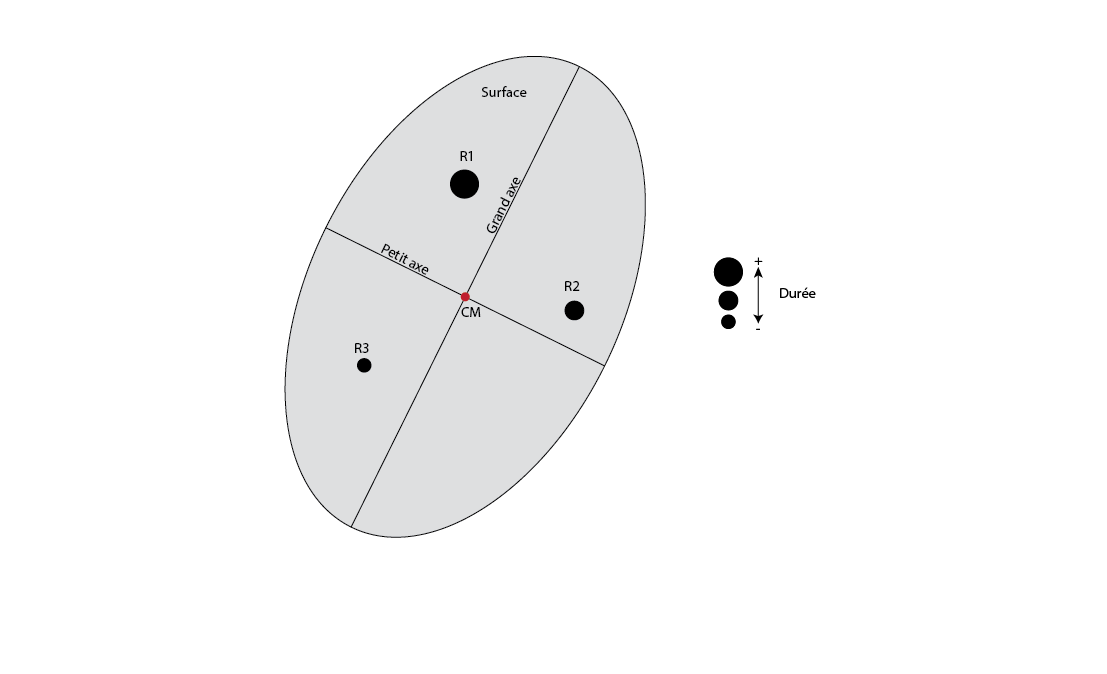 Surface
R1
Grand axe
Petit axe
R2
CM
R3
+
Durée
-